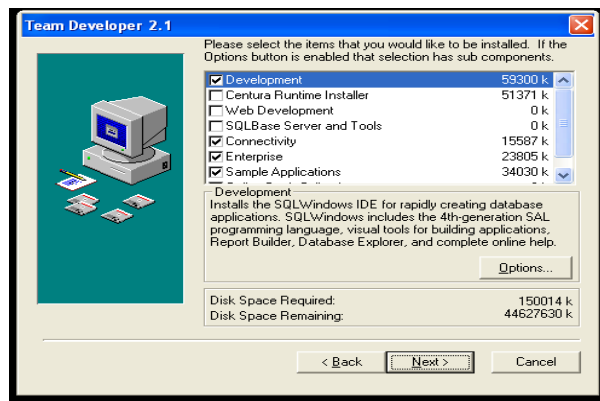 Team Developer 2.1
Please select the items that you would like to be installed. If the
Options button is enabled that selection has sub components.
Development 59300 k
Centura Runtime Installer 51371 k
Web Development 0 k
SQLBase Server and Tools 0 k
Connectivity 15587 k
Enterprise 23805 k
Sample Applications 34030 k
Development
Installs the SQLWindows IDE for rapidly creating database
applications. SQLWindows includes the 4th-generation SAL
programming language, visual tools for building applications,
Report Builder, Database Explorer, and complete online help.
Options...
Disk Space Required: 150014 k
Disk Space Remaining: 44627630 k
< Back Next > Cancel